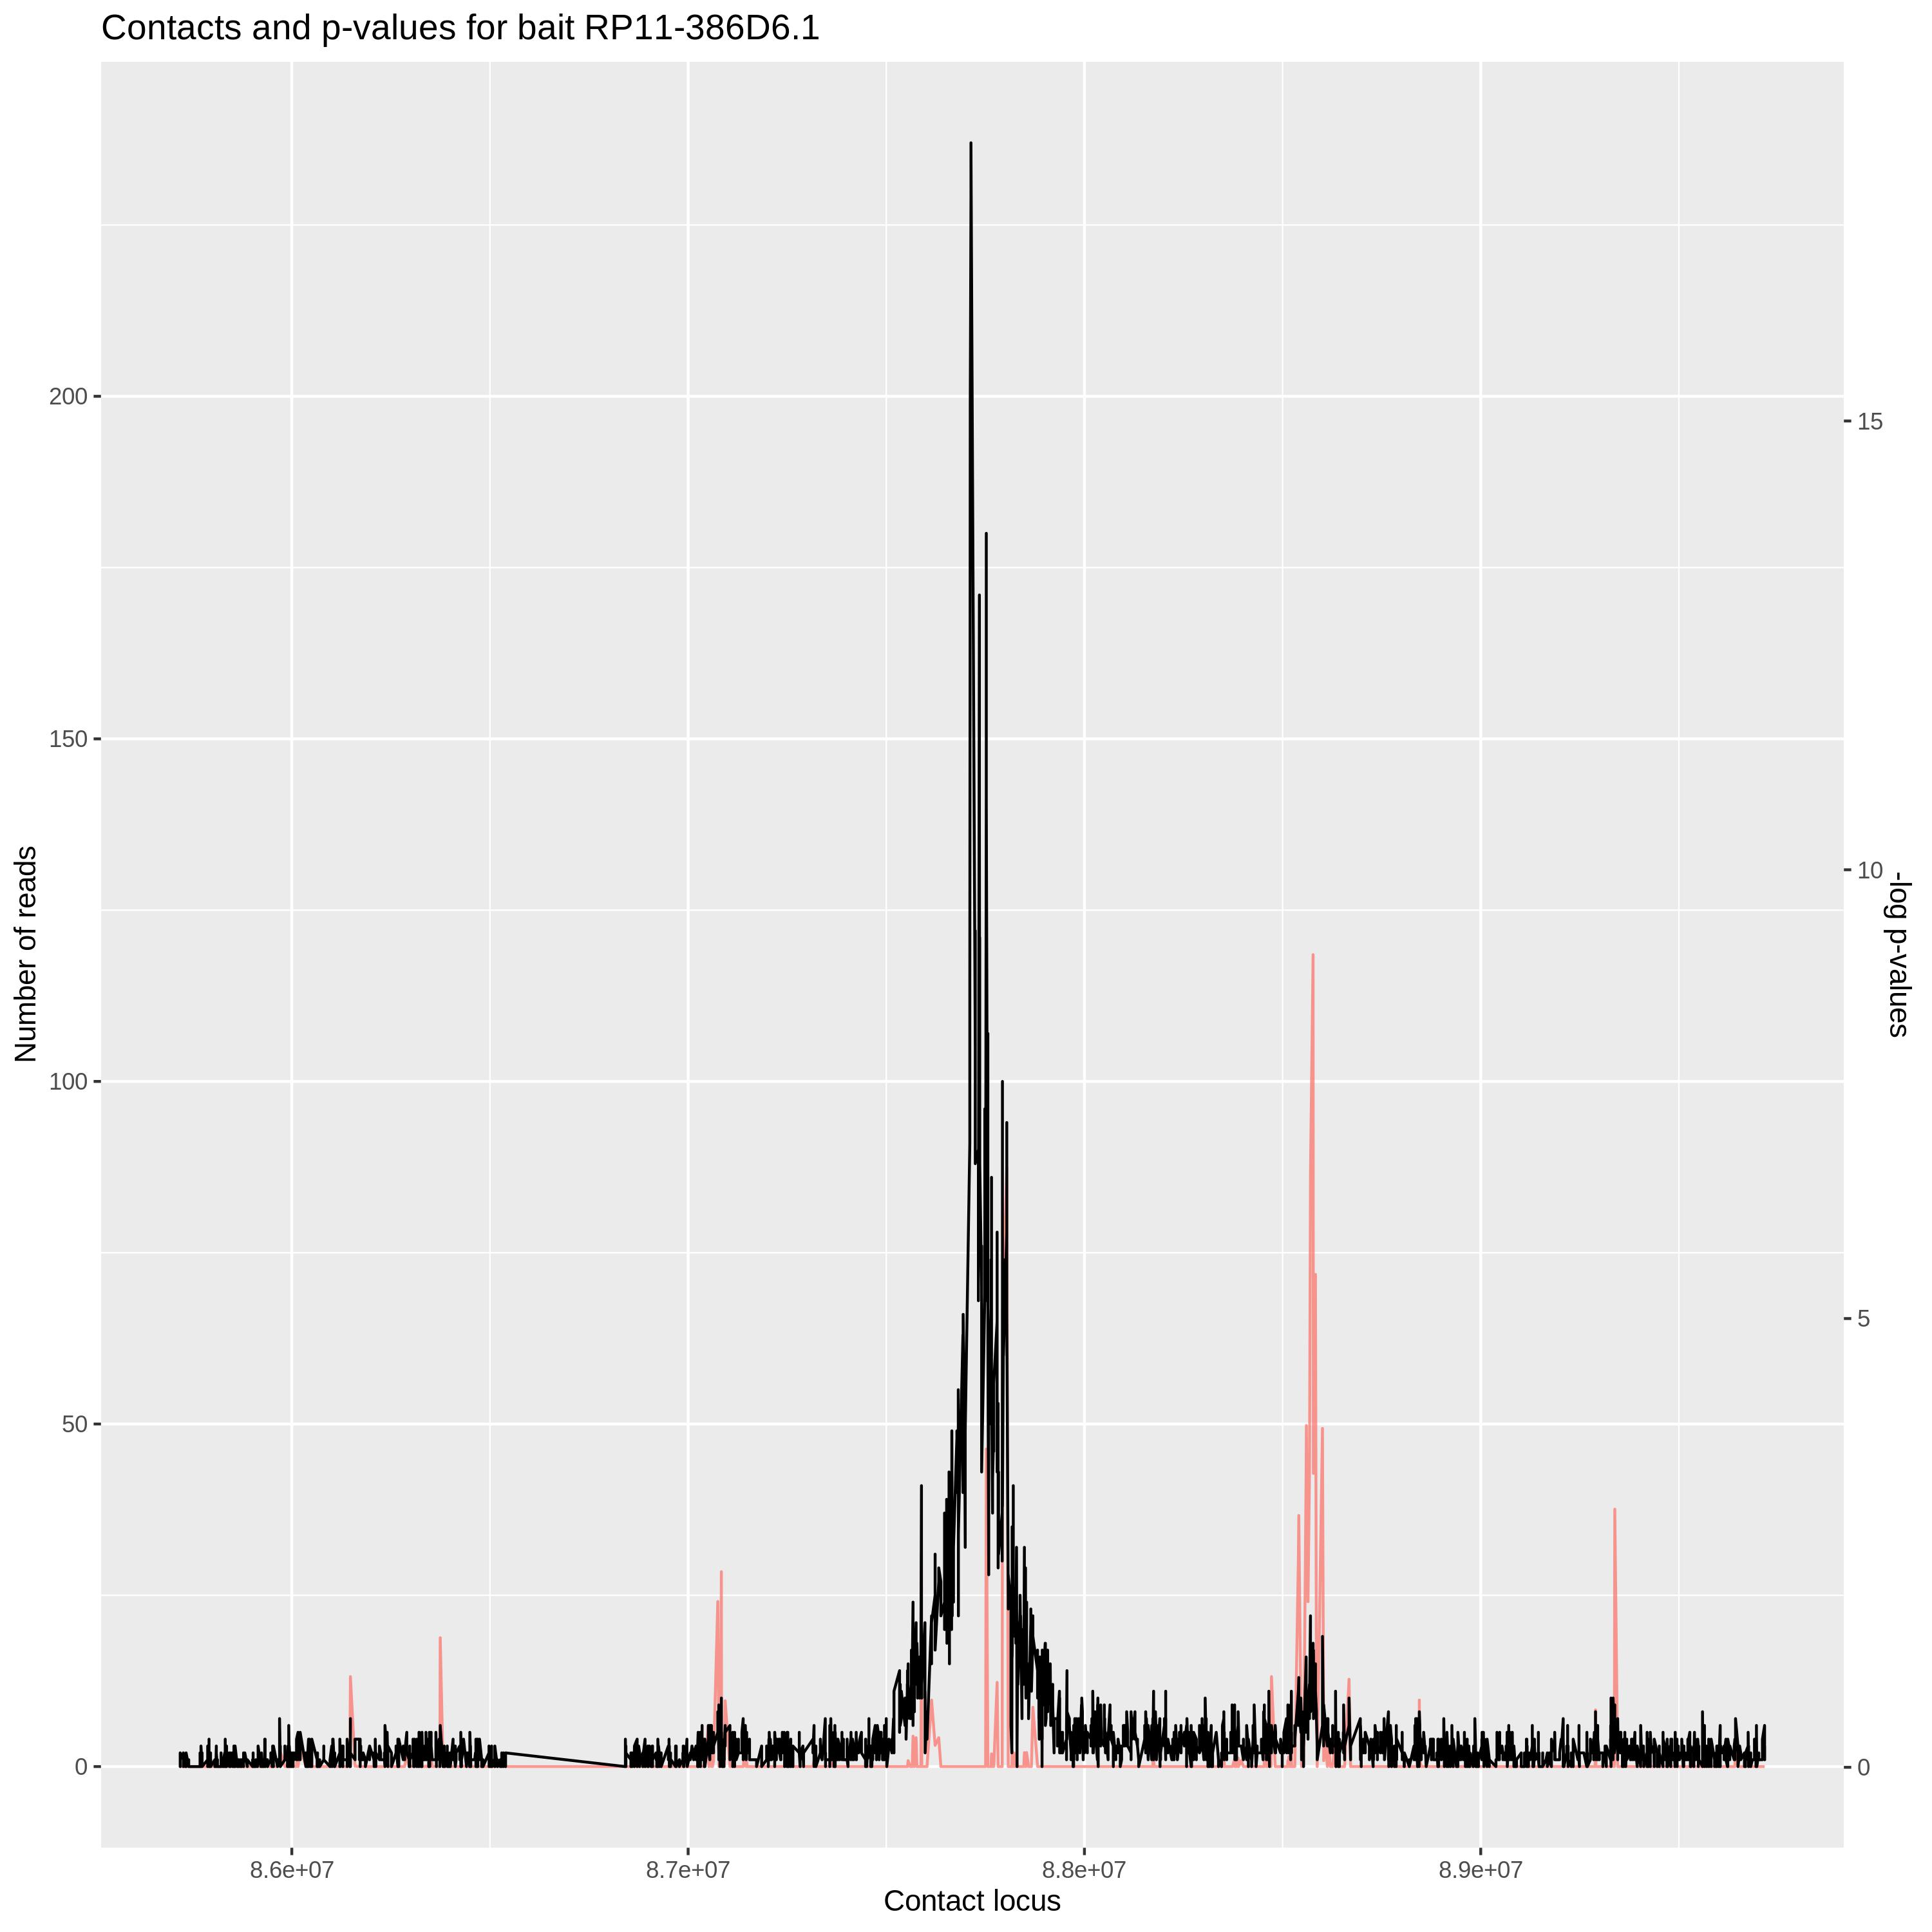 Contacts and p-values for bait RP11-386D6.1
200
150
100
50
0
Number of reads
15
10
5
0
-log p-values
8.6e+07
8.7e+07
8.8e+07
8.9e+07
Contact locus